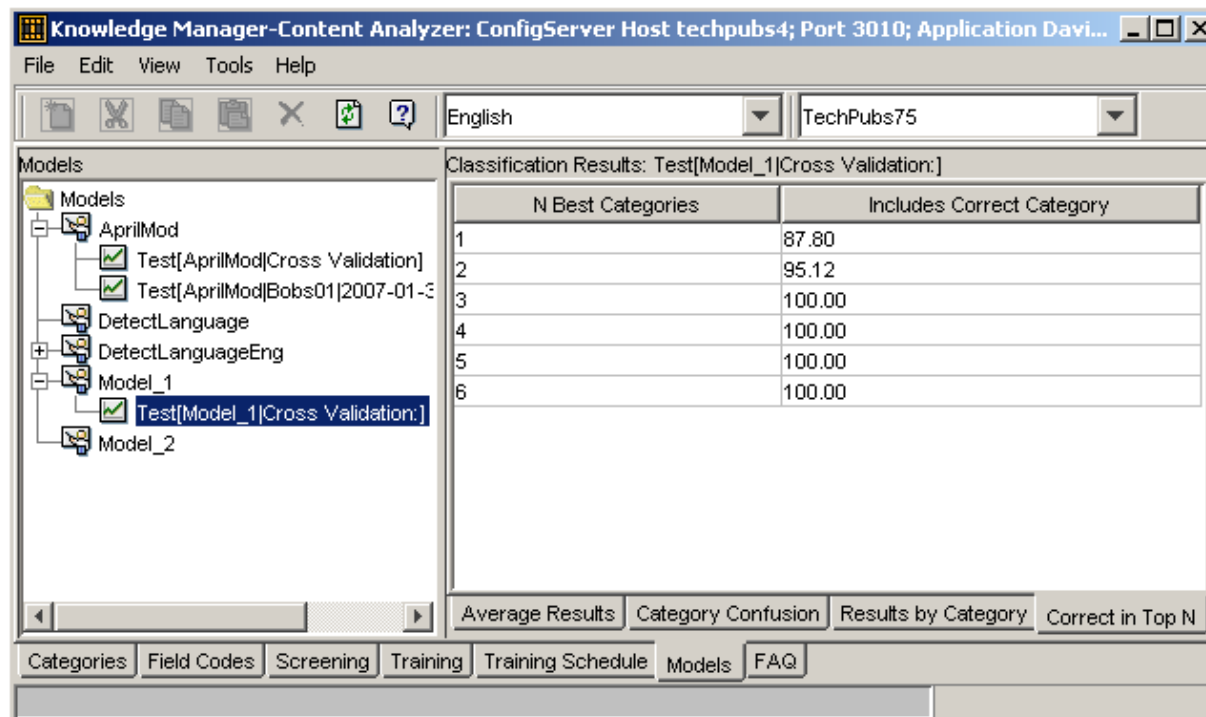 Knowledge Manager-Content Analyzer: ConfigServer Host techpubs4; Port 3010; Application Davi...
File Edit View Tools Help
English TechPubs75
Models
Models
AprilMod
Test[AprilMod|Cross Validation]
Test[AprilMod|Bobs01|2007-01-3
DetectLanguage
DetectLanguageEng
Model_1
Test[Model_1|Cross Validation:]
Model_2
Classification Results: Test[Model_1|Cross Validation:]
N Best Categories Includes Correct Category
1 87.80
2 95.12
3 100.00
4 100.00
5 100.00
6 100.00
Average Results Category Confusion Results by Category Correct in Top N
Categories Field Codes Screening Training Training Schedule Models FAQ